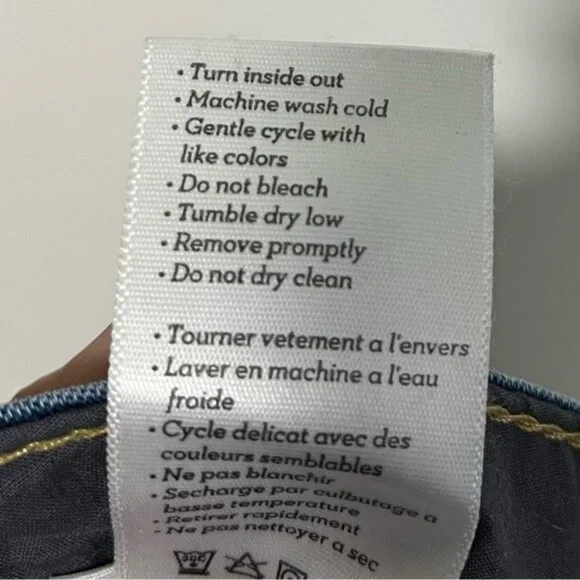 • Turn inside out
• Machine wash cold
• Gentle cycle with
like colors
• Do not bleach
• Tumble dry low
• Remove promptly
• Do not dry clean
• Tourner vetement a l'envers
• Laver en machine a l'eau
froide
• Cycle delicat avec des
couleurs semblables
• Ne pas blanchir
• Secharge par culbutage a
basse temperature
• Retirer rapidement
• Ne pas nettoyer a sec